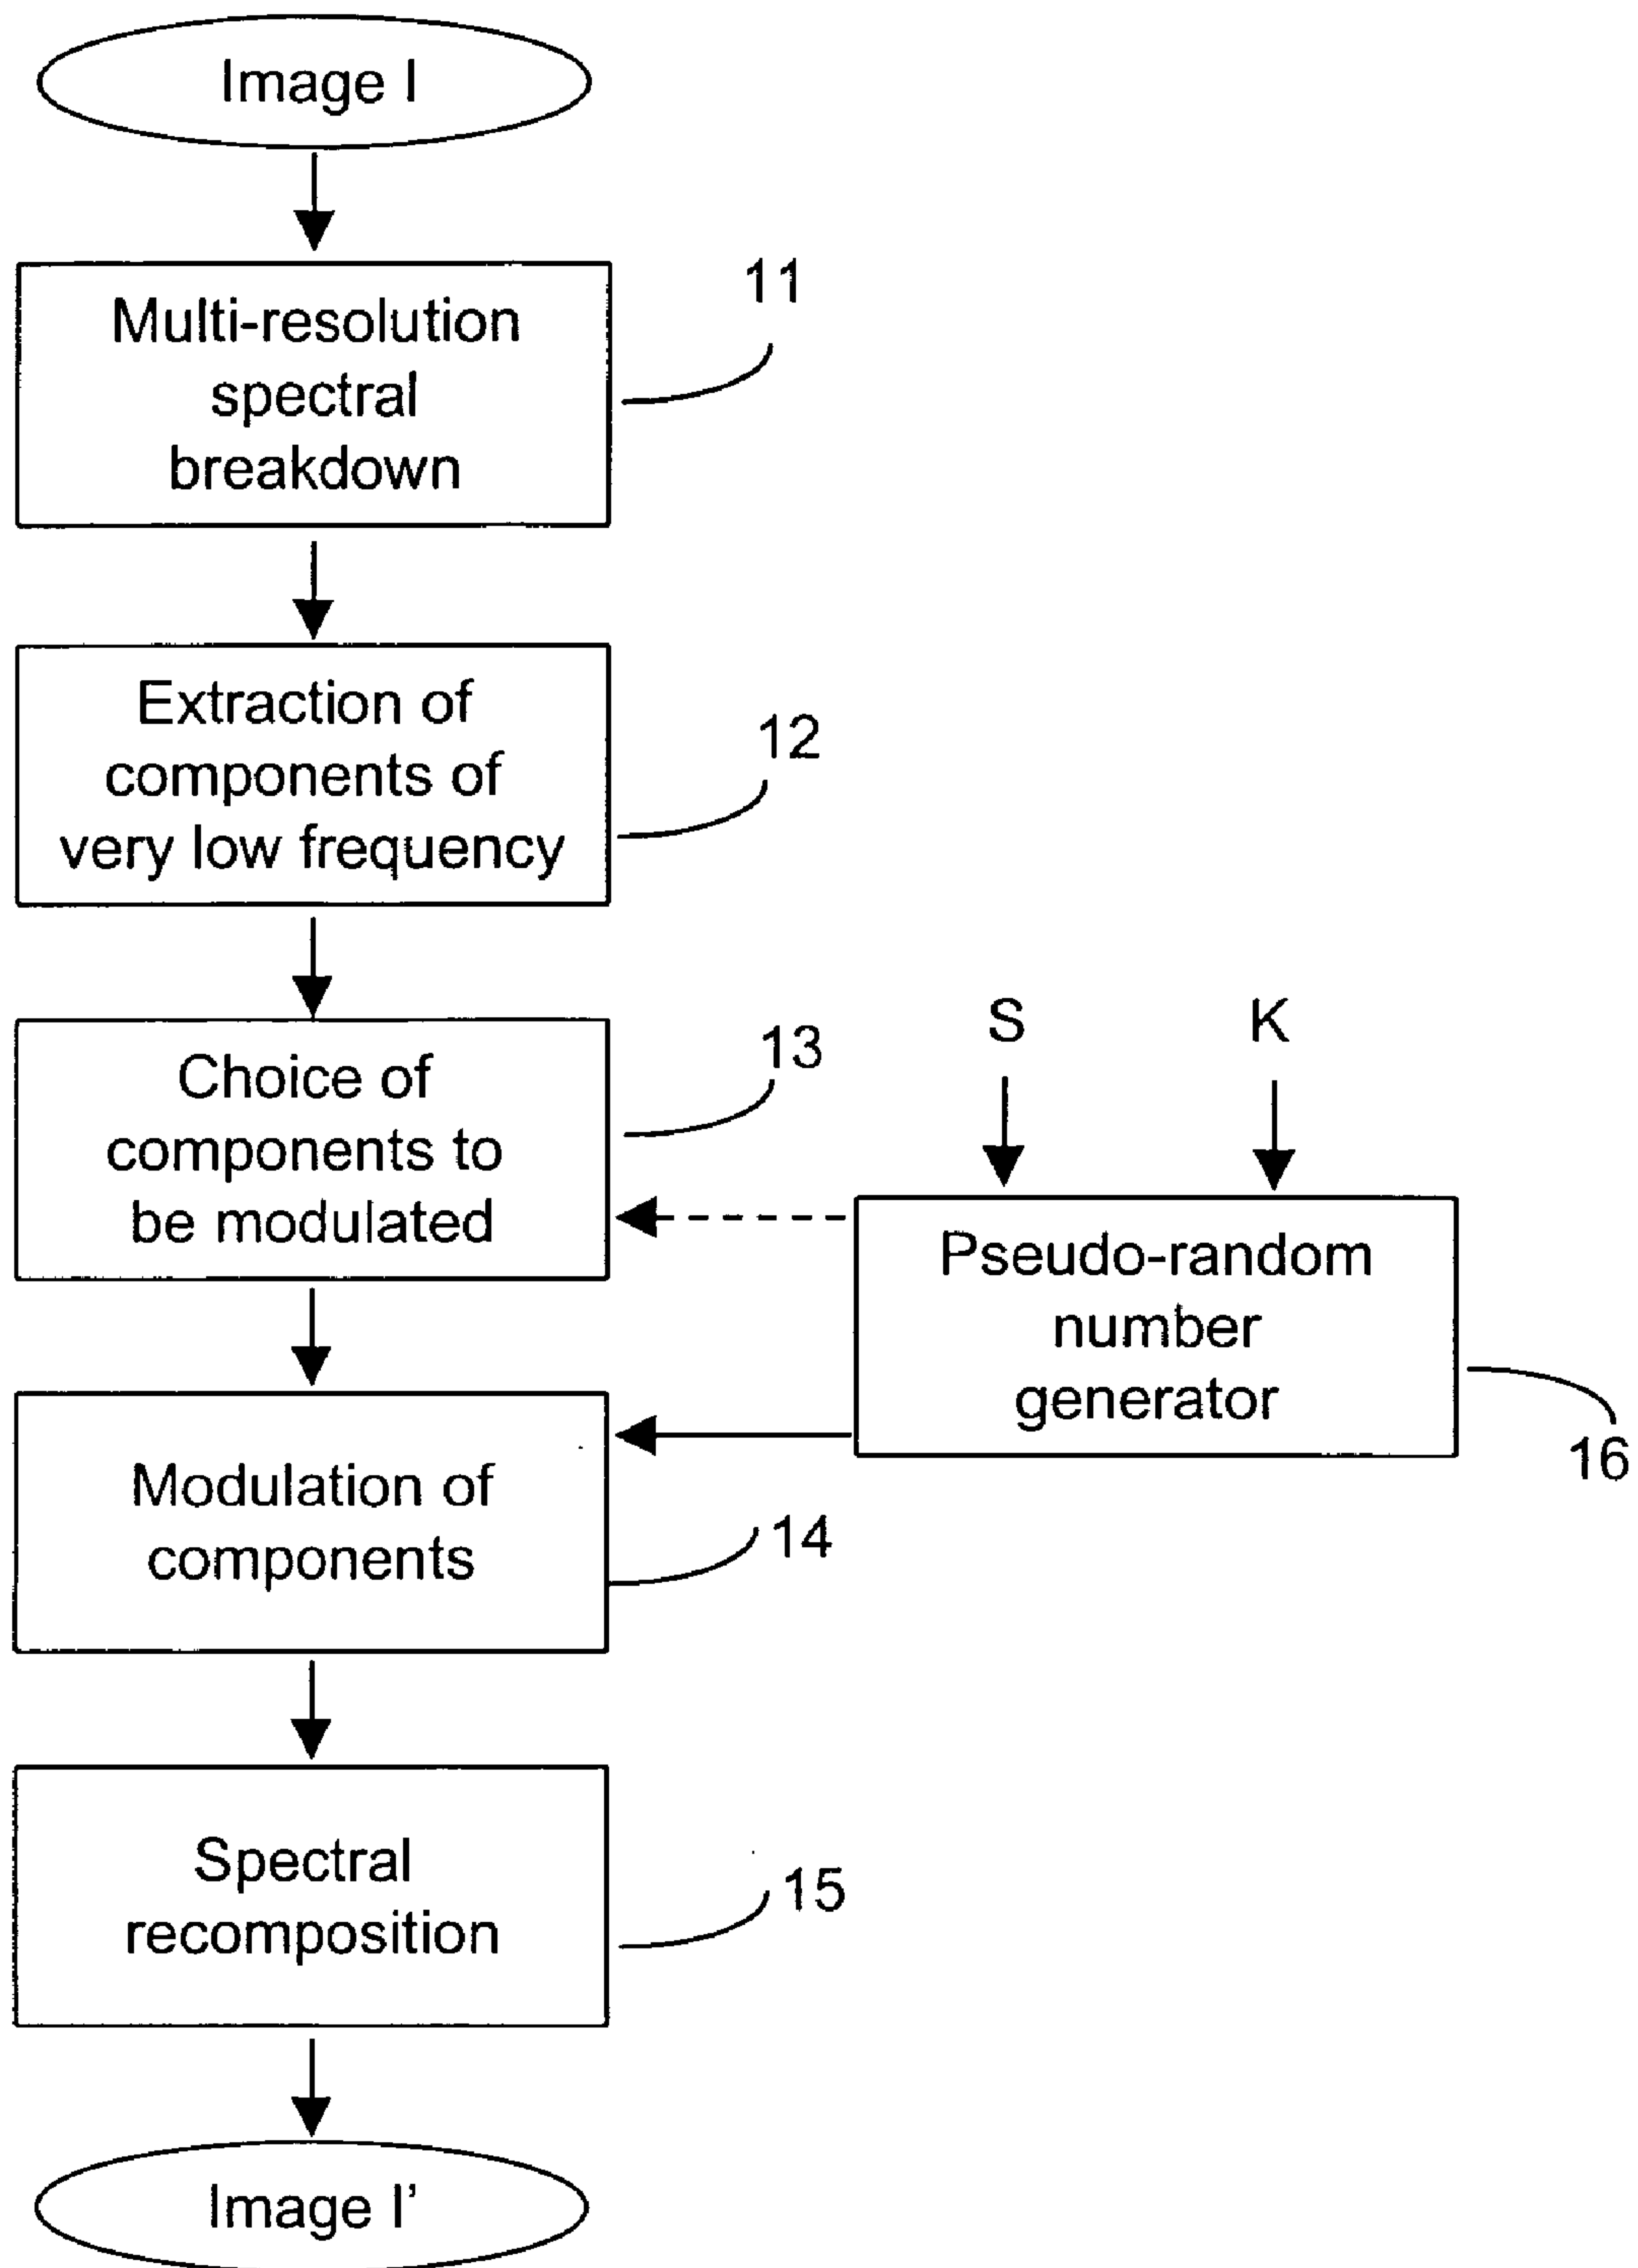 Image I
11
Multi-resolution
spectral
breakdown
12
Extraction of
components of
very low frequency
13
Choice of
components to
be modulated
S
K
Pseudo-random
number
generator
16
Modulation of
components
14
Spectral
recomposition
15
Image I'